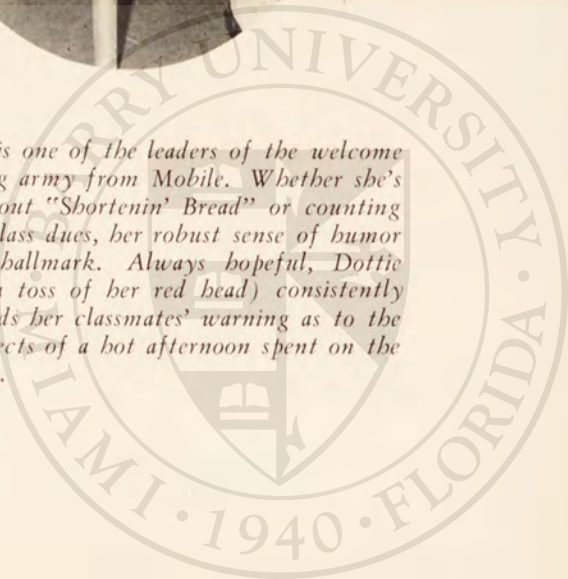 is one of the leaders of the welcome
g army from Mobile. Whether she's
out "Shortenin' Bread" or counting
lass dues, her robust sense of humor
hallmark. Always hopeful, Dottie
toss of her red head) consistently
ds her classmates' warning as to the
cts of a hot afternoon spent on the
.
BARRY UNIVERSITY
MIAMI • 1940 • FLORIDA